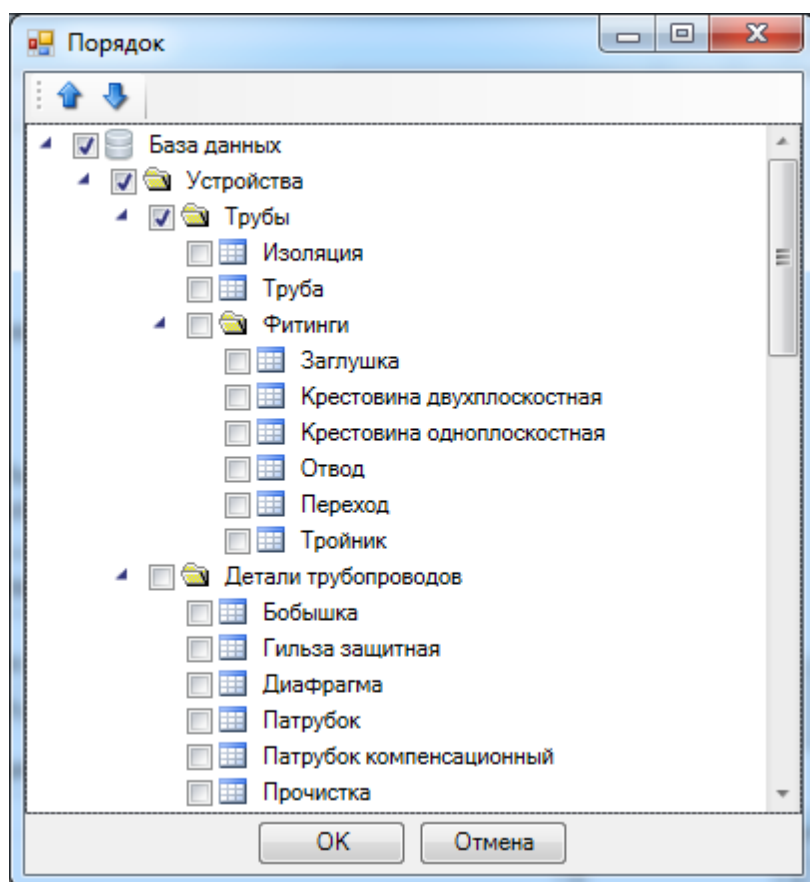 Порядок
База данных
Устройства
Трубы
Изоляция
Труба
Фитинги
Заглушка
Крестовина двухплоскостная
Крестовина одноплоскостная
Отвод
Переход
Тройник
Детали трубопроводов
Бобышка
Гильза защитная
Диафрагма
Патрубок
Патрубок компенсационный
Прочистка
OK Отмена